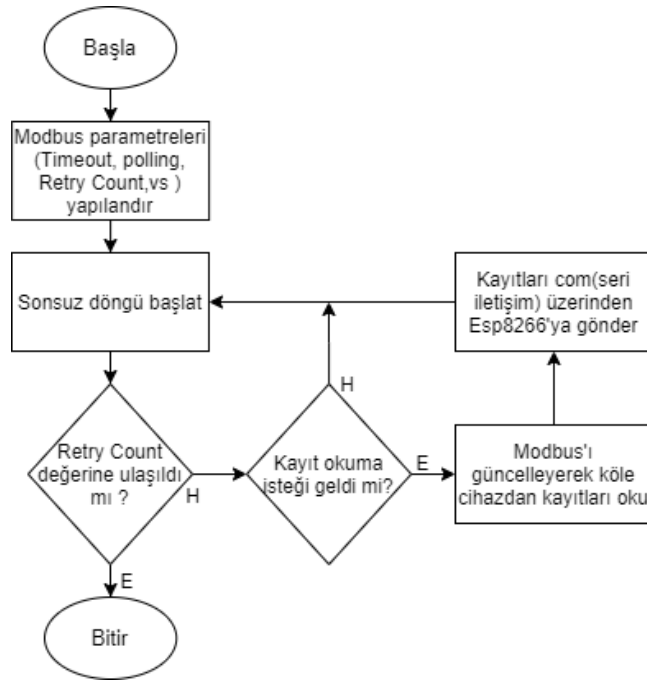 Başla
Modbus parametreleri
(Timeout, polling,
Retry Count,vs )
yapılandır
Sonsuz döngü başlat
Kayıtları com(seri
iletişim) üzerinden
Esp8266'ya gönder
Retry Count
değerine ulaşıldı
mı ?
H
E
Kayıt okuma
isteği geldi mi?
H
E
Modbus'ı
güncelleyerek köle
cihazdan kayıtları oku
Bitir